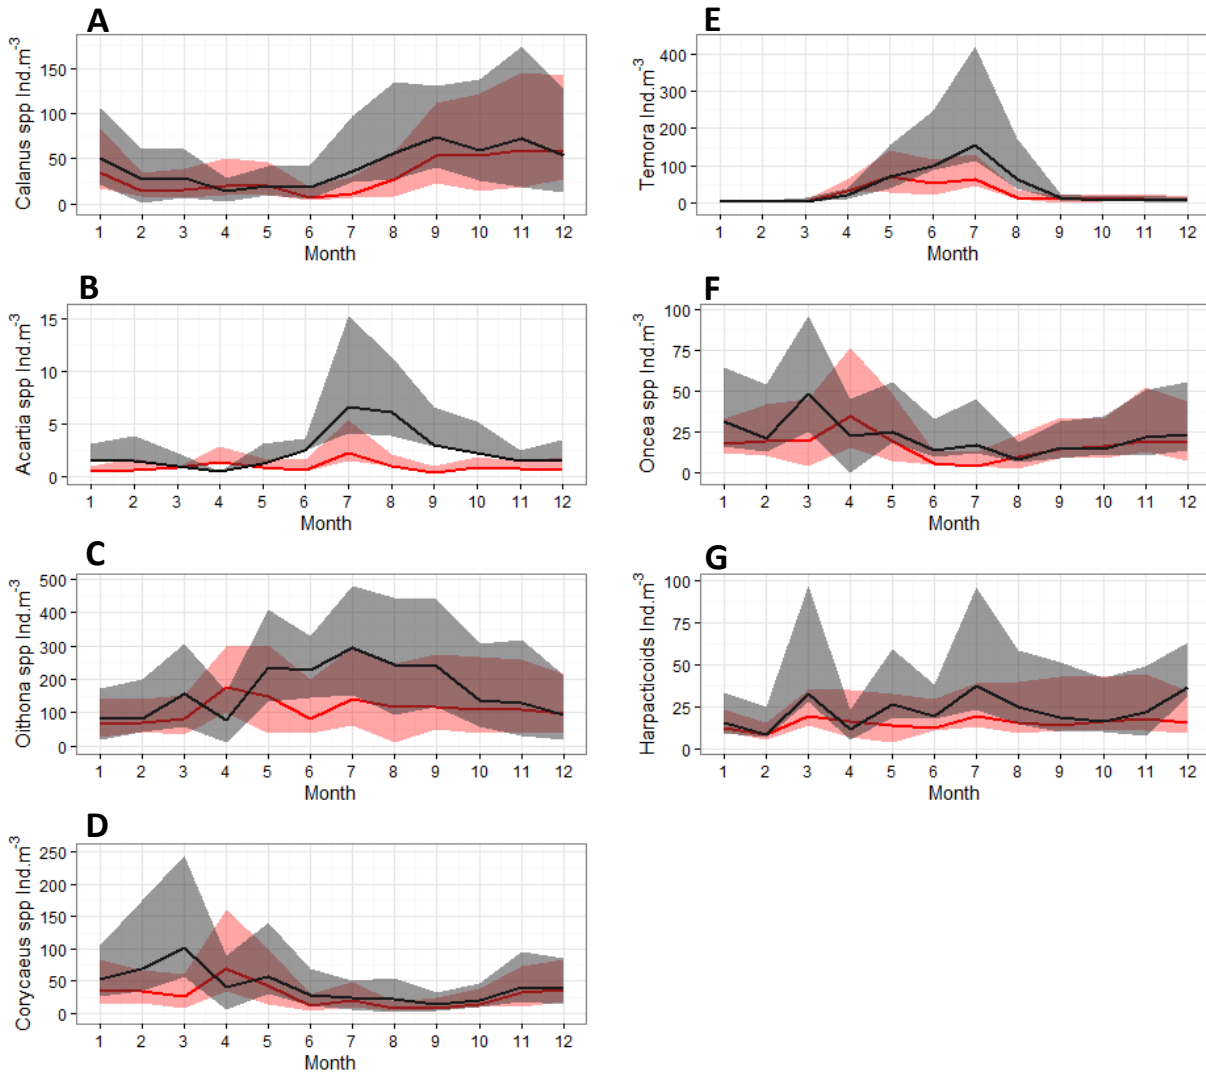 A
Calanus spp Ind.m-3
150
100
50
0
1 2 3 4 5 6 7 8 9 10 11 12
Month
B
Acartia spp Ind.m-3
15
10
5
0
1 2 3 4 5 6 7 8 9 10 11 12
Month
C
Oithona spp Ind.m-3
500
400
300
200
100
0
1 2 3 4 5 6 7 8 9 10 11 12
Month
D
Corycaeus spp Ind.m-3
250
200
150
100
50
0
1 2 3 4 5 6 7 8 9 10 11 12
Month
E
Temora Ind.m-3
400
300
200
100
0
1 2 3 4 5 6 7 8 9 10 11 12
Month
F
Oncea spp Ind.m-3
100
75
50
25
0
1 2 3 4 5 6 7 8 9 10 11 12
Month
G
Harpacticoids Ind.m-3
100
75
50
25
0
1 2 3 4 5 6 7 8 9 10 11 12
Month